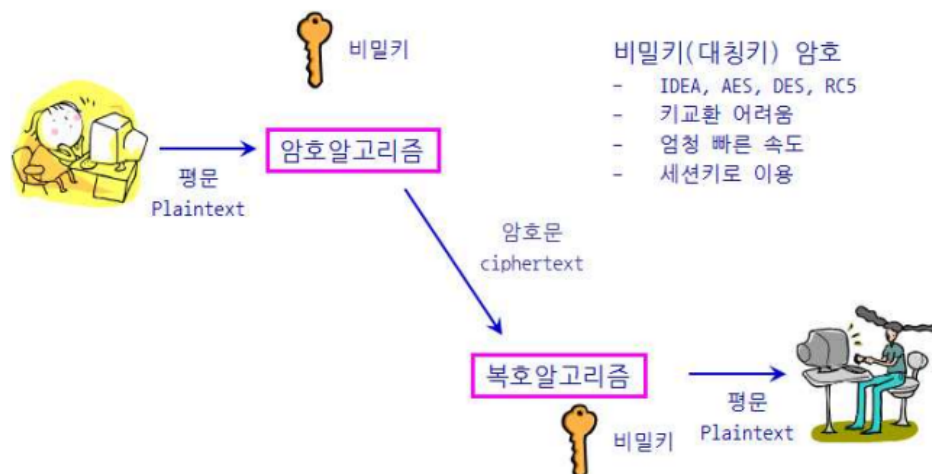 비밀키
비밀키(대칭키) 암호
- IDEA, AES, DES, RC5
- 키교환 어려움
- 엄청 빠른 속도
- 세션키로 이용
암호알고리즘
평문
Plaintext
암호문
ciphertext
복호알고리즘
평문
Plaintext
비밀키